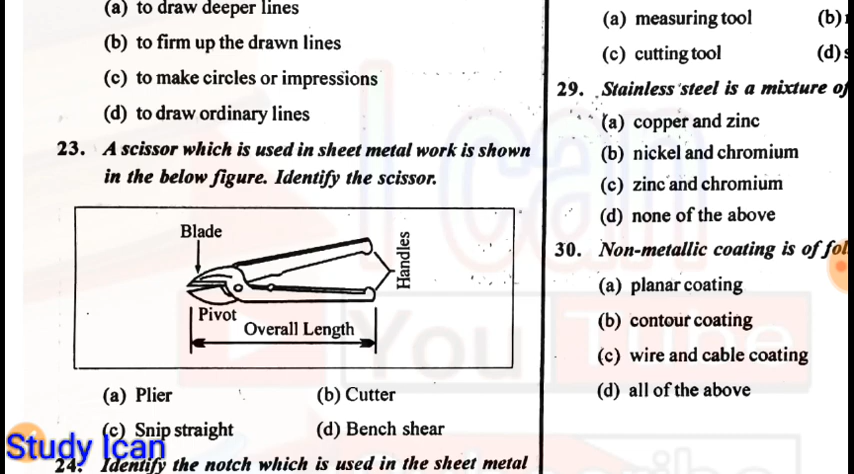 (a) to draw deeper lines
(b) to firm up the drawn lines
(c) to make circles or impressions
(d) to draw ordinary lines
23. A scissor which is used in sheet metal work is shown
in the below figure. Identify the scissor.
Blade
Handles
Pivot
Overall Length
(a) Plier (b) Cutter
(c) Snip straight (d) Bench shear
24. Identify the notch which is used in the sheet metal
(a) measuring tool (b)
(c) cutting tool (d)
29. Stainless steel is a mixture of
(a) copper and zinc
(b) nickel and chromium
(c) zinc and chromium
(d) none of the above
30. Non-metallic coating is of
(a) planar coating
(b) contour coating
(c) wire and cable coating
(d) all of the above
I can
You Tube
Study Ican